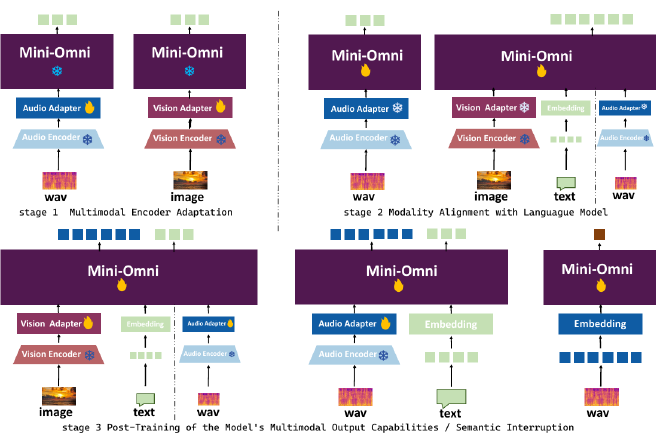 Mini-Omni
Mini-Omni
Audio Adapter
Vision Adapter
Audio Encoder
Vision Encoder
wav
image
stage 1 Multimodal Encoder Adaptation
Mini-Omni
Mini-Omni
Audio Adapter
Vision Adapter
Embedding
Audio Adapter
Audio Encoder
Vision Encoder
Audio Encoder
wav
image
text
wav
stage 2 Modality Alignment with Languague Model
Mini-Omni
Mini-Omni
Mini-Omni
Vision Adapter
Embedding
Audio Adapter
Audio Adapter
Embedding
Embedding
Vision Encoder
Audio Encoder
Audio Encoder
image
text
wav
wav
text
wav
stage 3 Post-Training of the Model's Multimodal Output Capabilities / Semantic Interruption